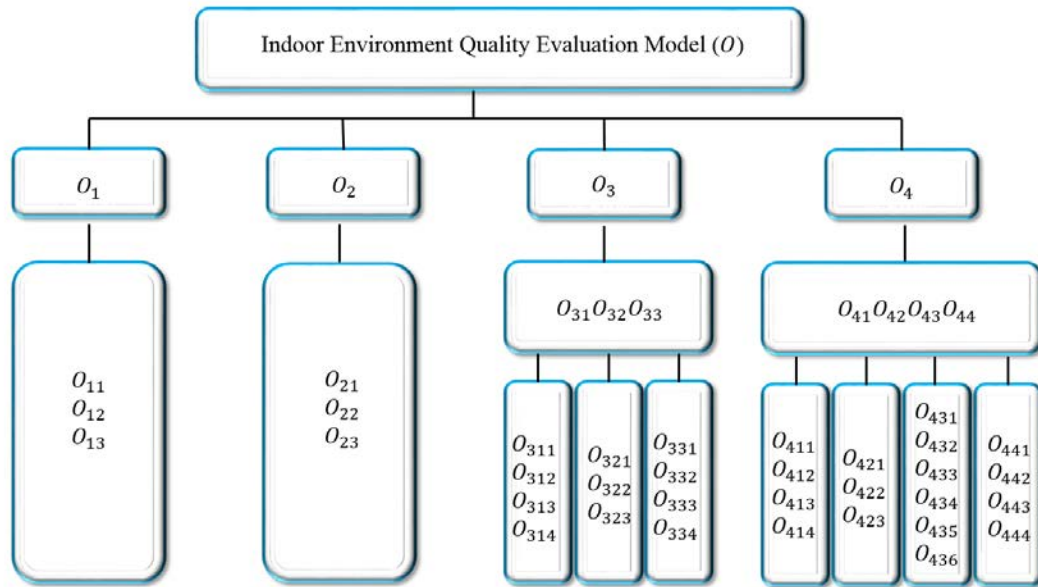 Indoor Environment Quality Evaluation Model (O)
O₁
O₂
O₃
O₄
O₁₁
O₁₂
O₁₃
O₂₁
O₂₂
O₂₃
O₃₁O₃₂O₃₃
O₃₁₁
O₃₁₂
O₃₁₃
O₃₁₄
O₃₂₁
O₃₂₂
O₃₂₃
O₃₃₁
O₃₃₂
O₃₃₃
O₃₃₄
O₄₁O₄₂O₄₃O₄₄
O₄₁₁
O₄₁₂
O₄₁₃
O₄₁₄
O₄₂₁
O₄₂₂
O₄₂₃
O₄₃₁
O₄₃₂
O₄₃₃
O₄₃₄
O₄₃₅
O₄₃₆
O₄₄₁
O₄₄₂
O₄₄₃
O₄₄₄